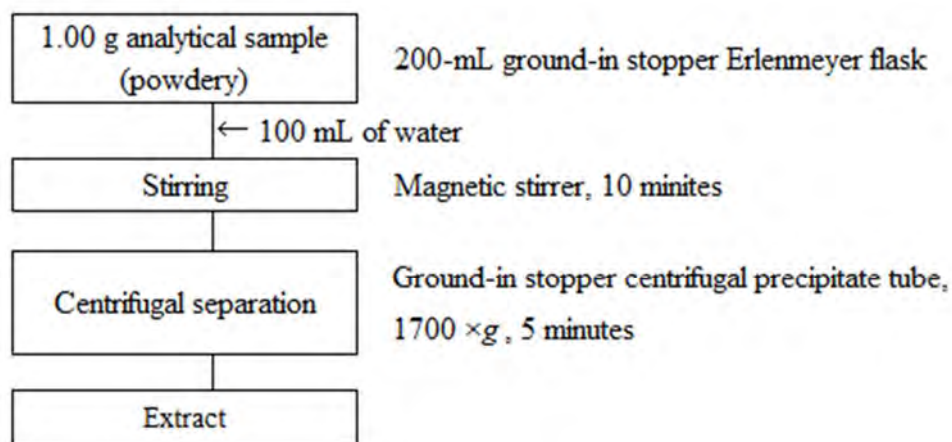 1.00 g analytical sample
(powdery)
200-mL ground-in stopper Erlenmeyer flask
← 100 mL of water
Stirring
Magnetic stirrer, 10 minites
Centrifugal separation
Ground-in stopper centrifugal precipitate tube,
1700 ×g , 5 minutes
Extract